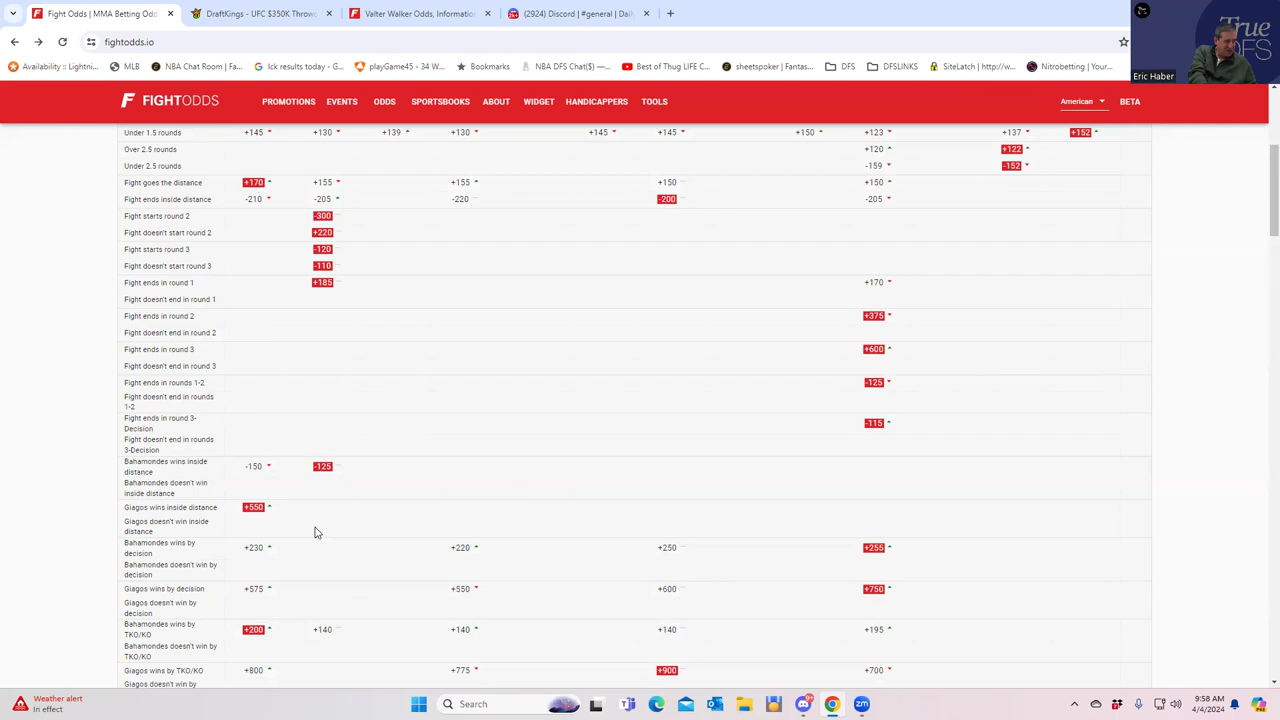 Fight Odds | MMA Betting Odd
DraftKings - UFC $350K Throwd
Valter Walker Odds, Information
(2924) Discord | #general | Dail
fightodds.io
Availability :: Lightni...
MLB
NBA Chat Room - Fa...
Ick results today - G...
playGame45 - 34 W...
Bookmarks
NBA USA Chat($) -...
Best of Thug LIFE C...
sheetspoker | Fantas...
DFS
DFSLINKS
SiteLatch | http://w...
Nitrobetting | Your...
True
DFS
Eric Haber
FIGHTODDS
PROMOTIONS EVENTS ODDS SPORTSBOOKS ABOUT WIDGET HANDICAPPERS TOOLS
American
BETA
Under 1.5 rounds +145 +130 +139 +130 +145 +145 +150 +123 +137 +152
Over 2.5 rounds +120 +122
Under 2.5 rounds -159 -152
Fight goes the distance +170 +155 +155 +150 +150
Fight ends inside distance -210 -205 -220 -200 -205
Fight starts round 2 -300
Fight doesn't start round 2 +220
Fight starts round 3 -120
Fight doesn't start round 3 -110
Fight ends in round 1 +185 +170
Fight doesn't end in round 1
Fight ends in round 2 +375
Fight doesn't end in round 2
Fight ends in round 3 +600
Fight doesn't end in round 3
Fight ends in rounds 1-2 -125
Fight doesn't end in rounds
1-2
Fight ends in round 3-
Decision -115
Fight doesn't end in rounds
3-Decision
Bahamondes wins inside
distance -150 -125
Bahamondes doesn't win
inside distance
Giagos wins inside distance +550
Giagos doesn't win inside
distance
Bahamondes wins by
decision +230 +220 +250 +255
Bahamondes doesn't win by
decision
Giagos wins by decision +575 +550 +600 +750
Giagos doesn't win by
decision
Bahamondes wins by
TKO/KO +200 +140 +140 +140 +195
Bahamondes doesn't win by
TKO/KO
Giagos wins by TKO/KO +800 +775 +900 +700
Giagos doesn't win by
Weather alert
In effect
Search
9:58 AM
4/4/2024